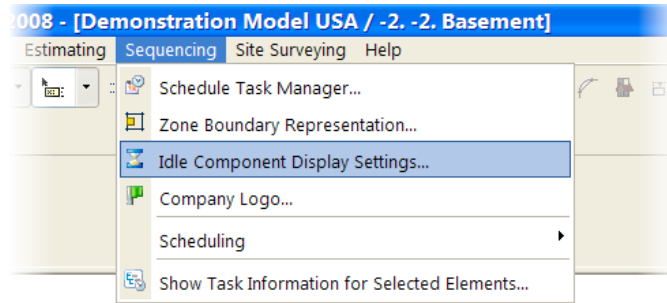 2008 - [Demonstration Model USA / -2. -2. Basement]
Estimating Sequencing Site Surveying Help
Schedule Task Manager...
Zone Boundary Representation...
Idle Component Display Settings...
Company Logo...
Scheduling
Show Task Information for Selected Elements...